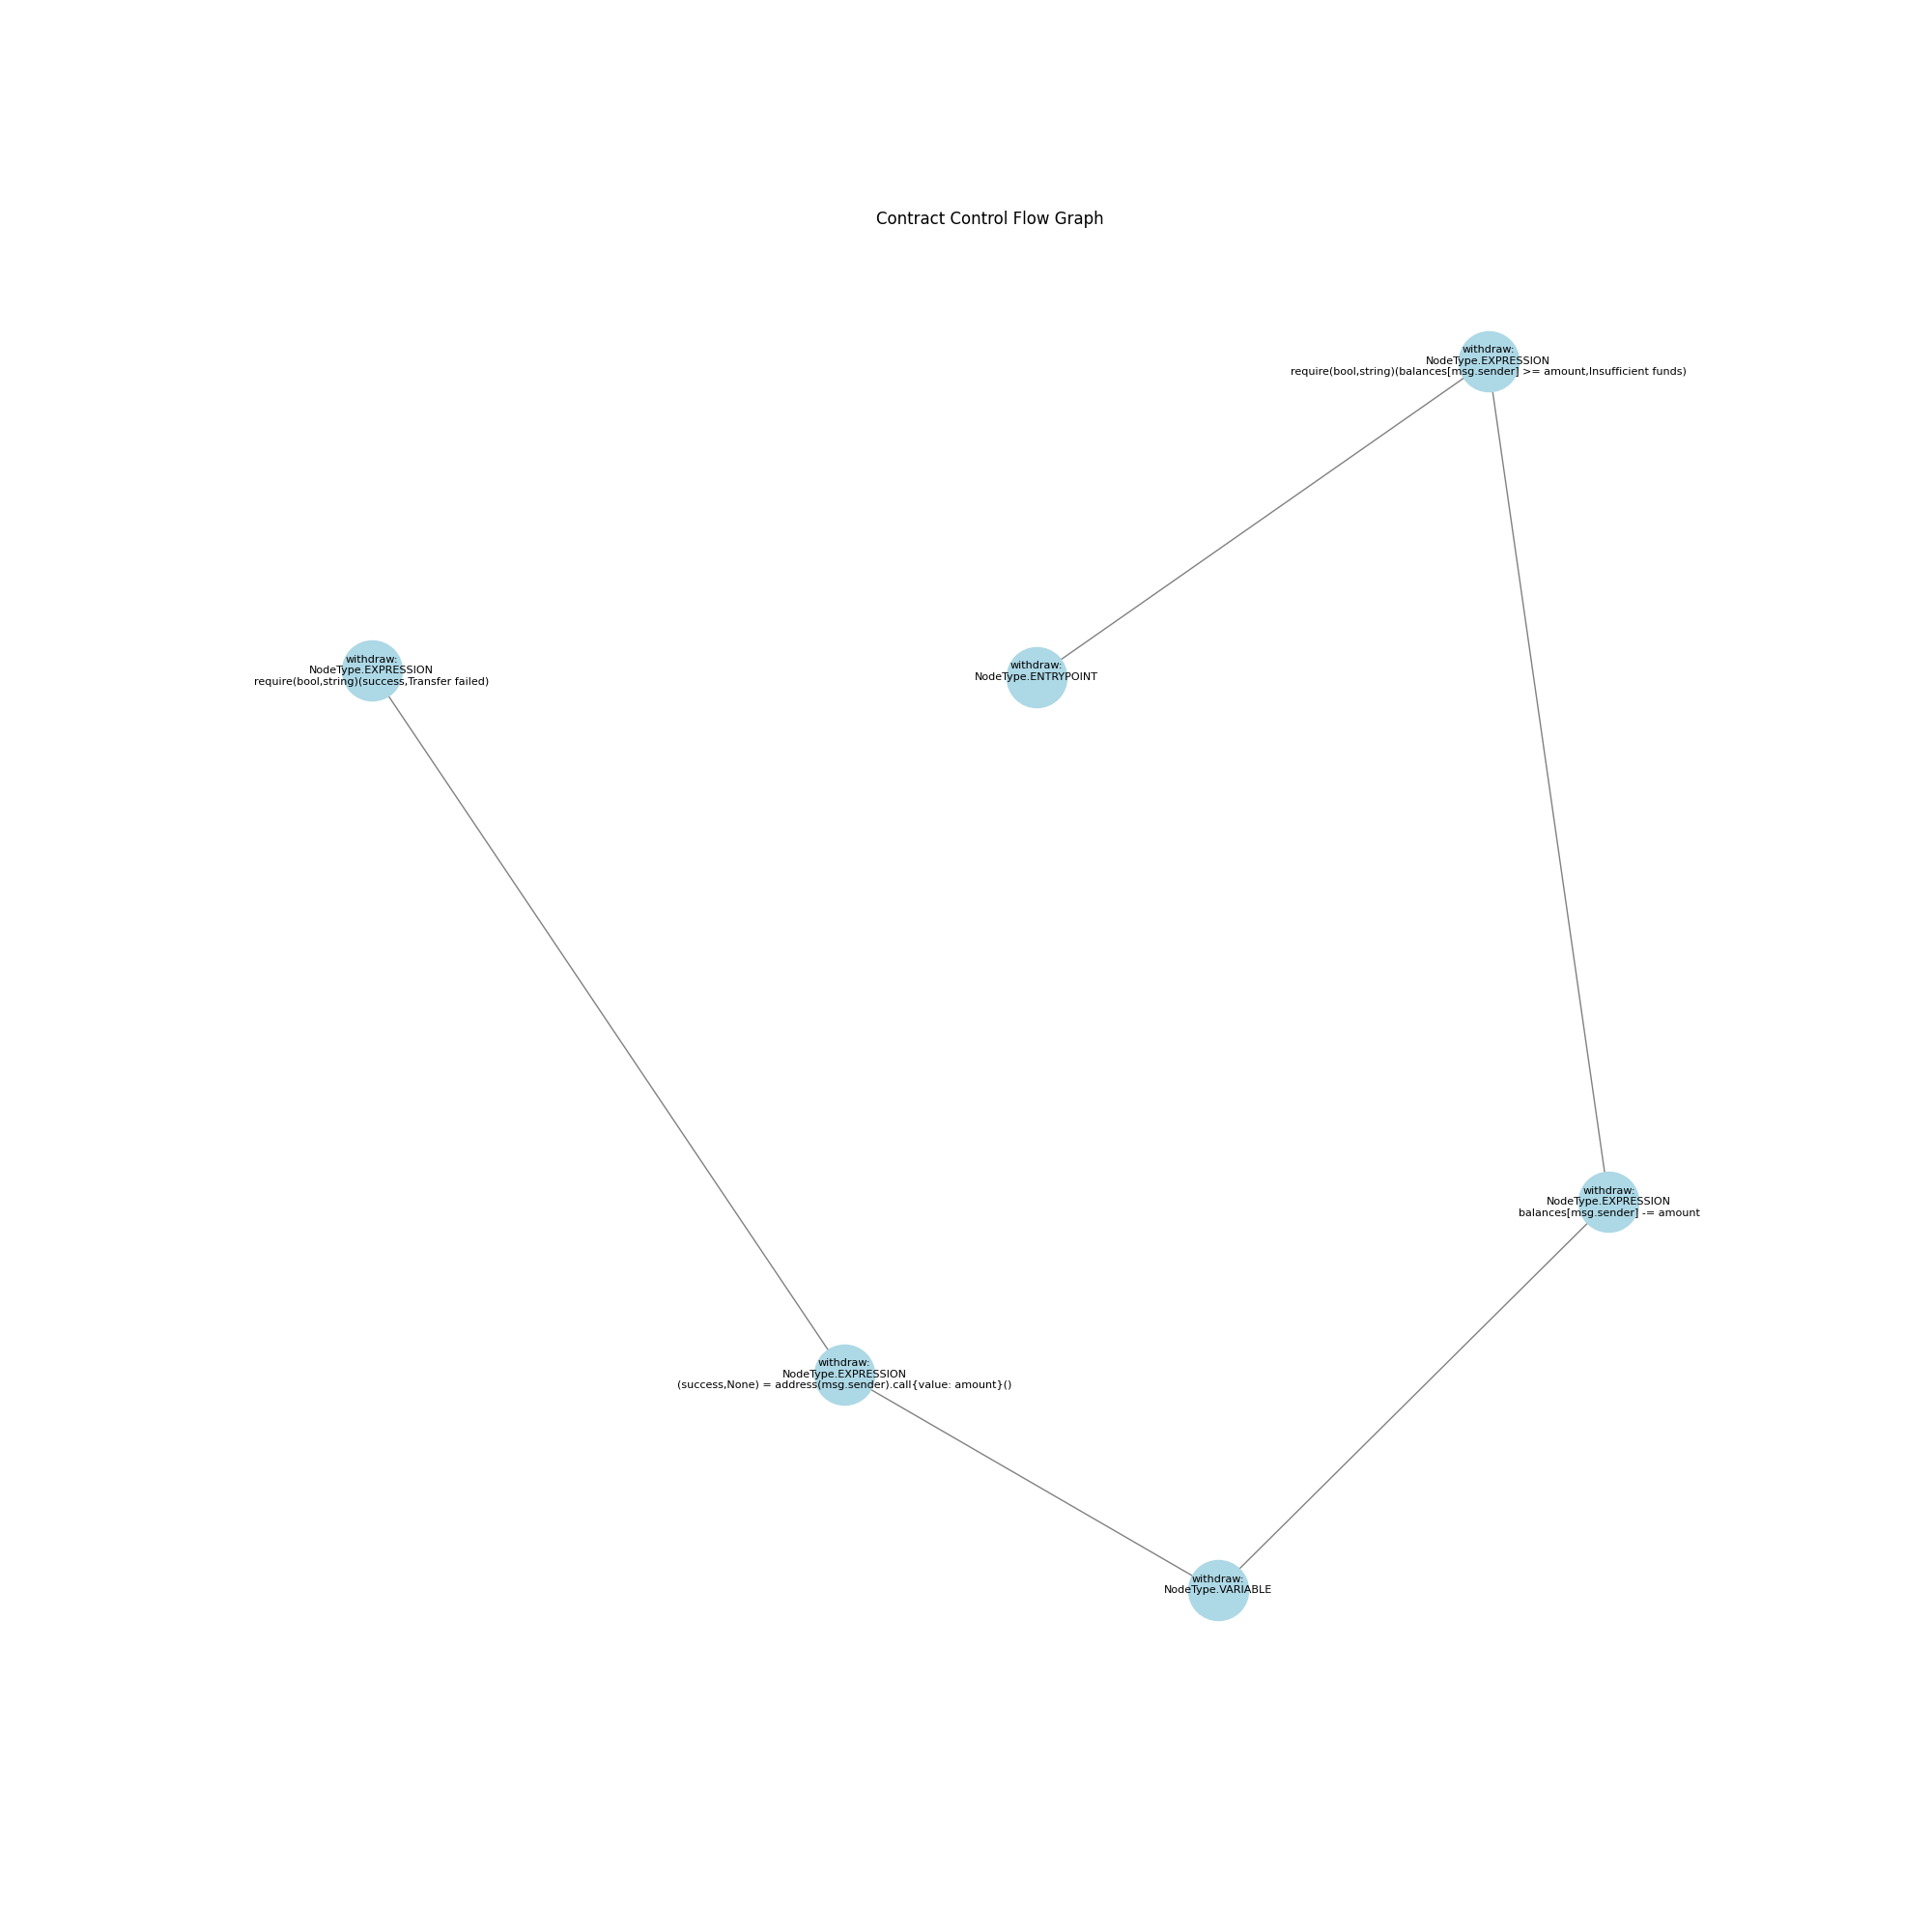 Contract Control Flow Graph
withdraw:
NodeType.EXPRESSION
require(bool,string)(balances[msg.sender] >= amount,Insufficient funds)
withdraw:
NodeType.EXPRESSION
require(bool,string)(success,Transfer failed)
withdraw:
NodeType.ENTRYPOINT
withdraw:
NodeType.EXPRESSION
balances[msg.sender] -= amount
withdraw:
NodeType.EXPRESSION
(success,None) = address(msg.sender).call{value: amount}()
withdraw:
NodeType.VARIABLE